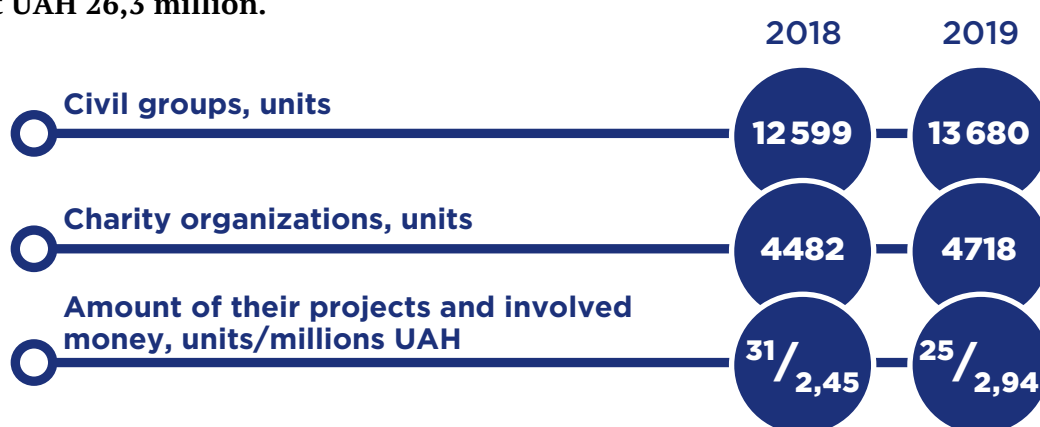 UAH 26,3 million.
2018 2019
Civil groups, units
12 599 13 680
Charity organizations, units
4482 4718
Amount of their projects and involved
money, units/millions UAH
31/2,45 25/2,94